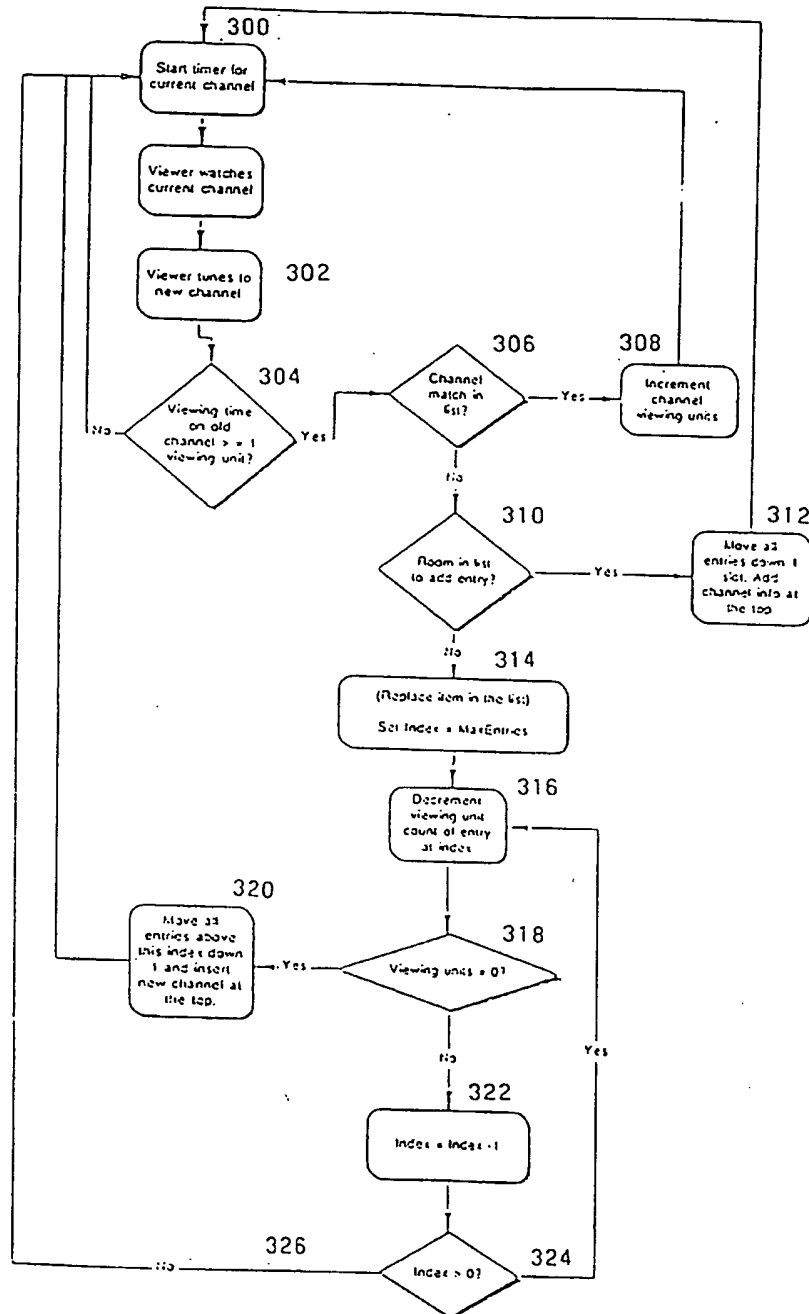 300
Start timer for
current channel
Viewer watches
current channel
Viewer tunes to
new channel
302
304
Viewing time
on old
channel > = 1
viewing unit?
No
Yes
306
Channel
match in
list?
Yes
308
Increment
channel
viewing units
No
310
Room in list
to add entry?
Yes
312
Move all
entries down 1
slot. Add
channel info at
the top
No
314
(Replace item in the list)
Set Index = MaxEntries
316
Decrement
viewing unit
count of entry
at index
318
Viewing units = 0?
Yes
320
Move all
entries above
this index down
1 and insert
new channel at
the top.
No
Yes
322
Index = Index -1
324
Index > 0?
326
No
Yes